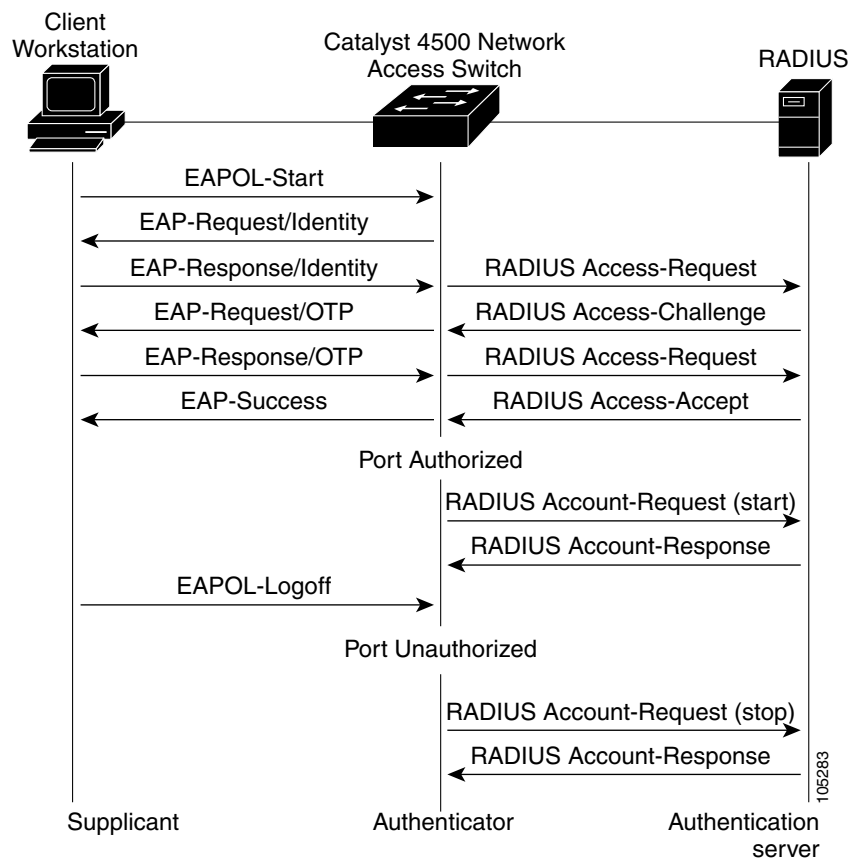 Client
Workstation
Catalyst 4500 Network
Access Switch
RADIUS
EAPOL-Start
EAP-Request/Identity
EAP-Response/Identity
RADIUS Access-Request
EAP-Request/OTP
RADIUS Access-Challenge
EAP-Response/OTP
RADIUS Access-Request
EAP-Success
RADIUS Access-Accept
Port Authorized
RADIUS Account-Request (start)
RADIUS Account-Response
EAPOL-Logoff
Port Unauthorized
RADIUS Account-Request (stop)
RADIUS Account-Response
105283
Supplicant
Authenticator
Authentication
server